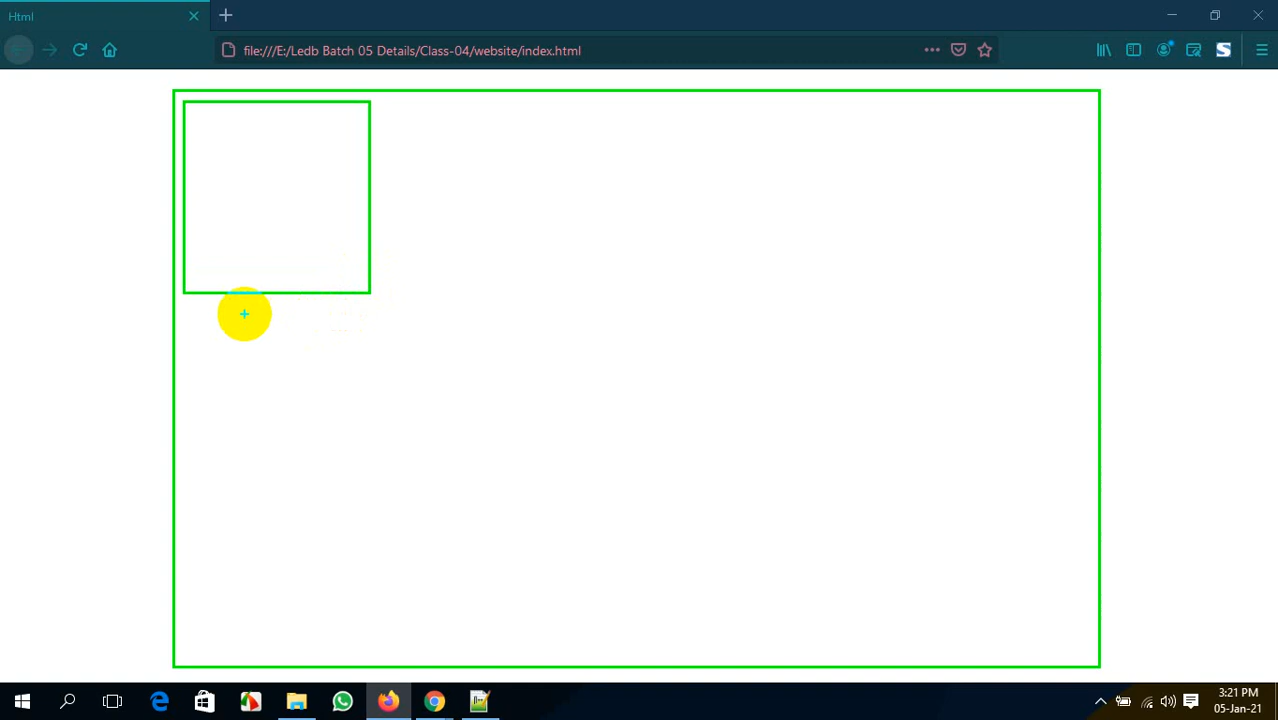 Html
file:///E:/Ledb Batch 05 Details/Class-04/website/index.html
3:21 PM
05-Jan-21